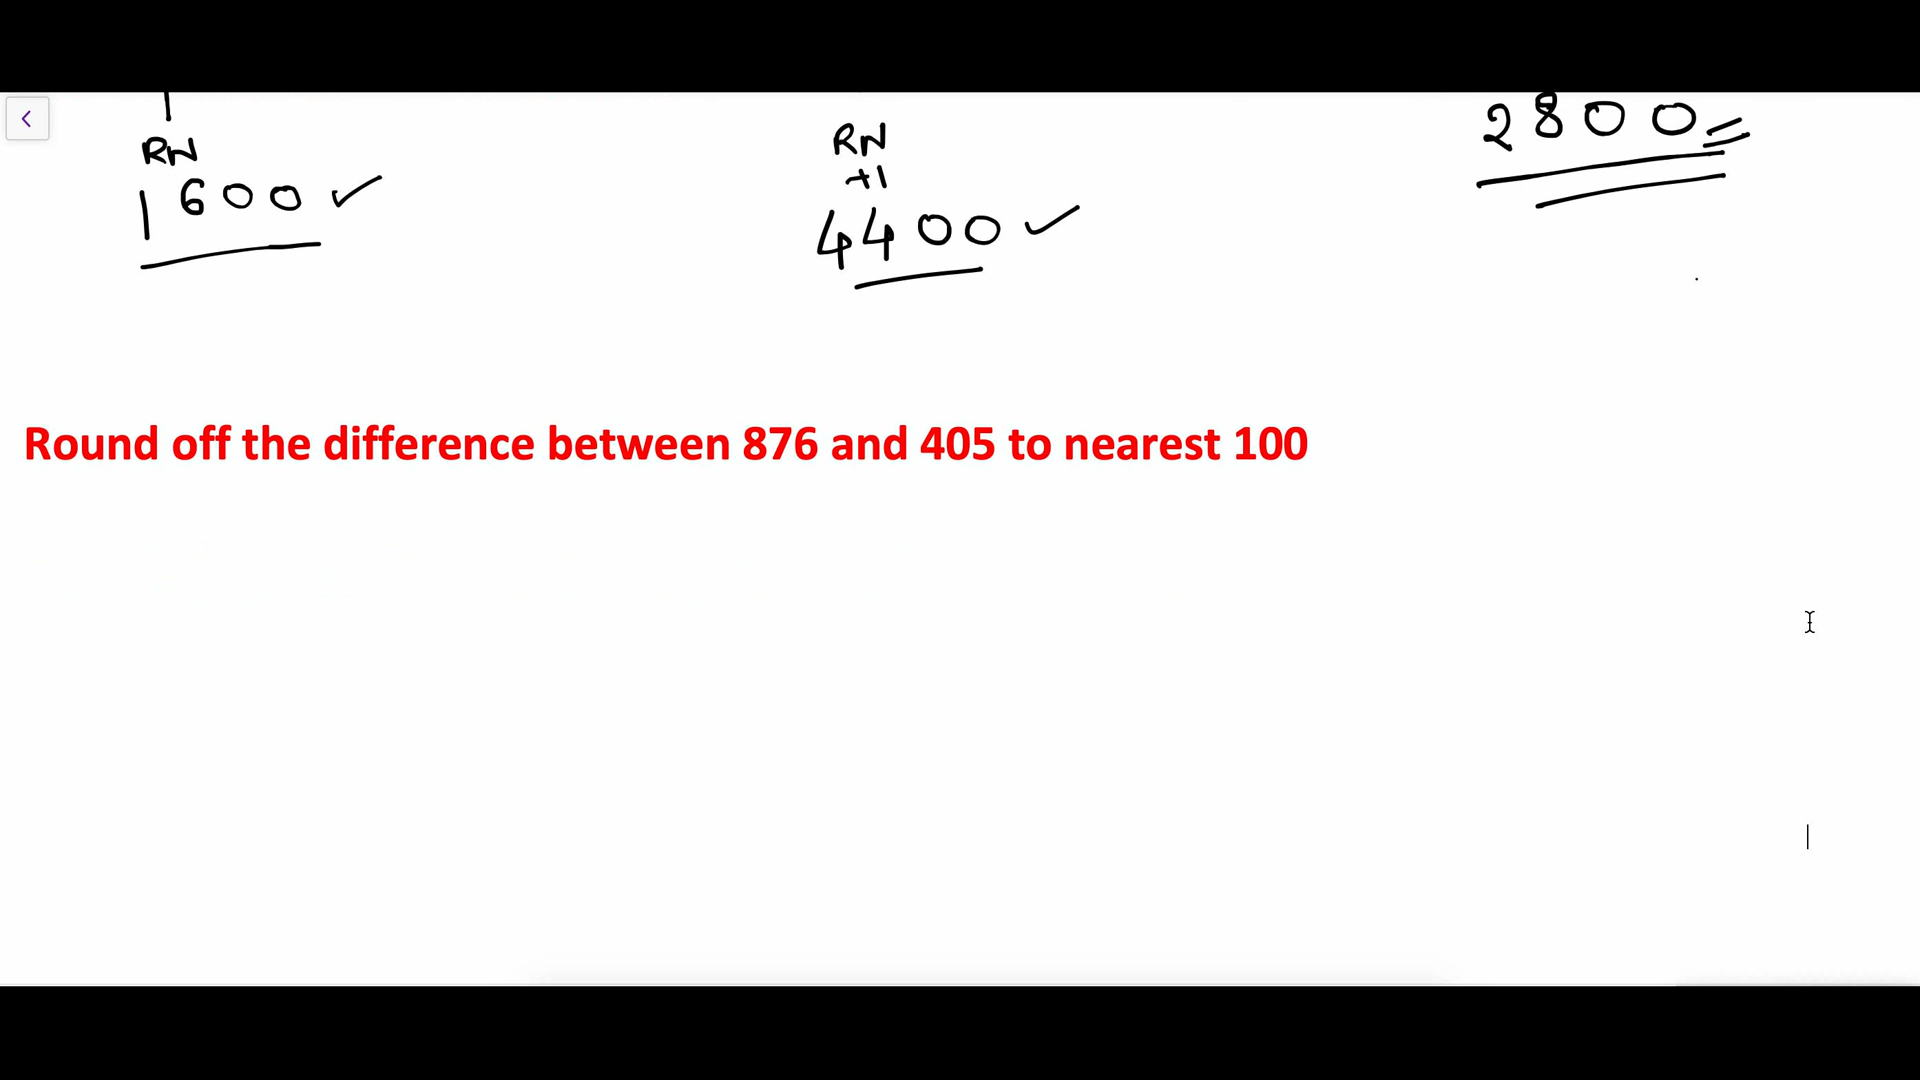 RN
1600 ✓
RN
+1
4400 ✓
2800
Round off the difference between 876 and 405 to nearest 100